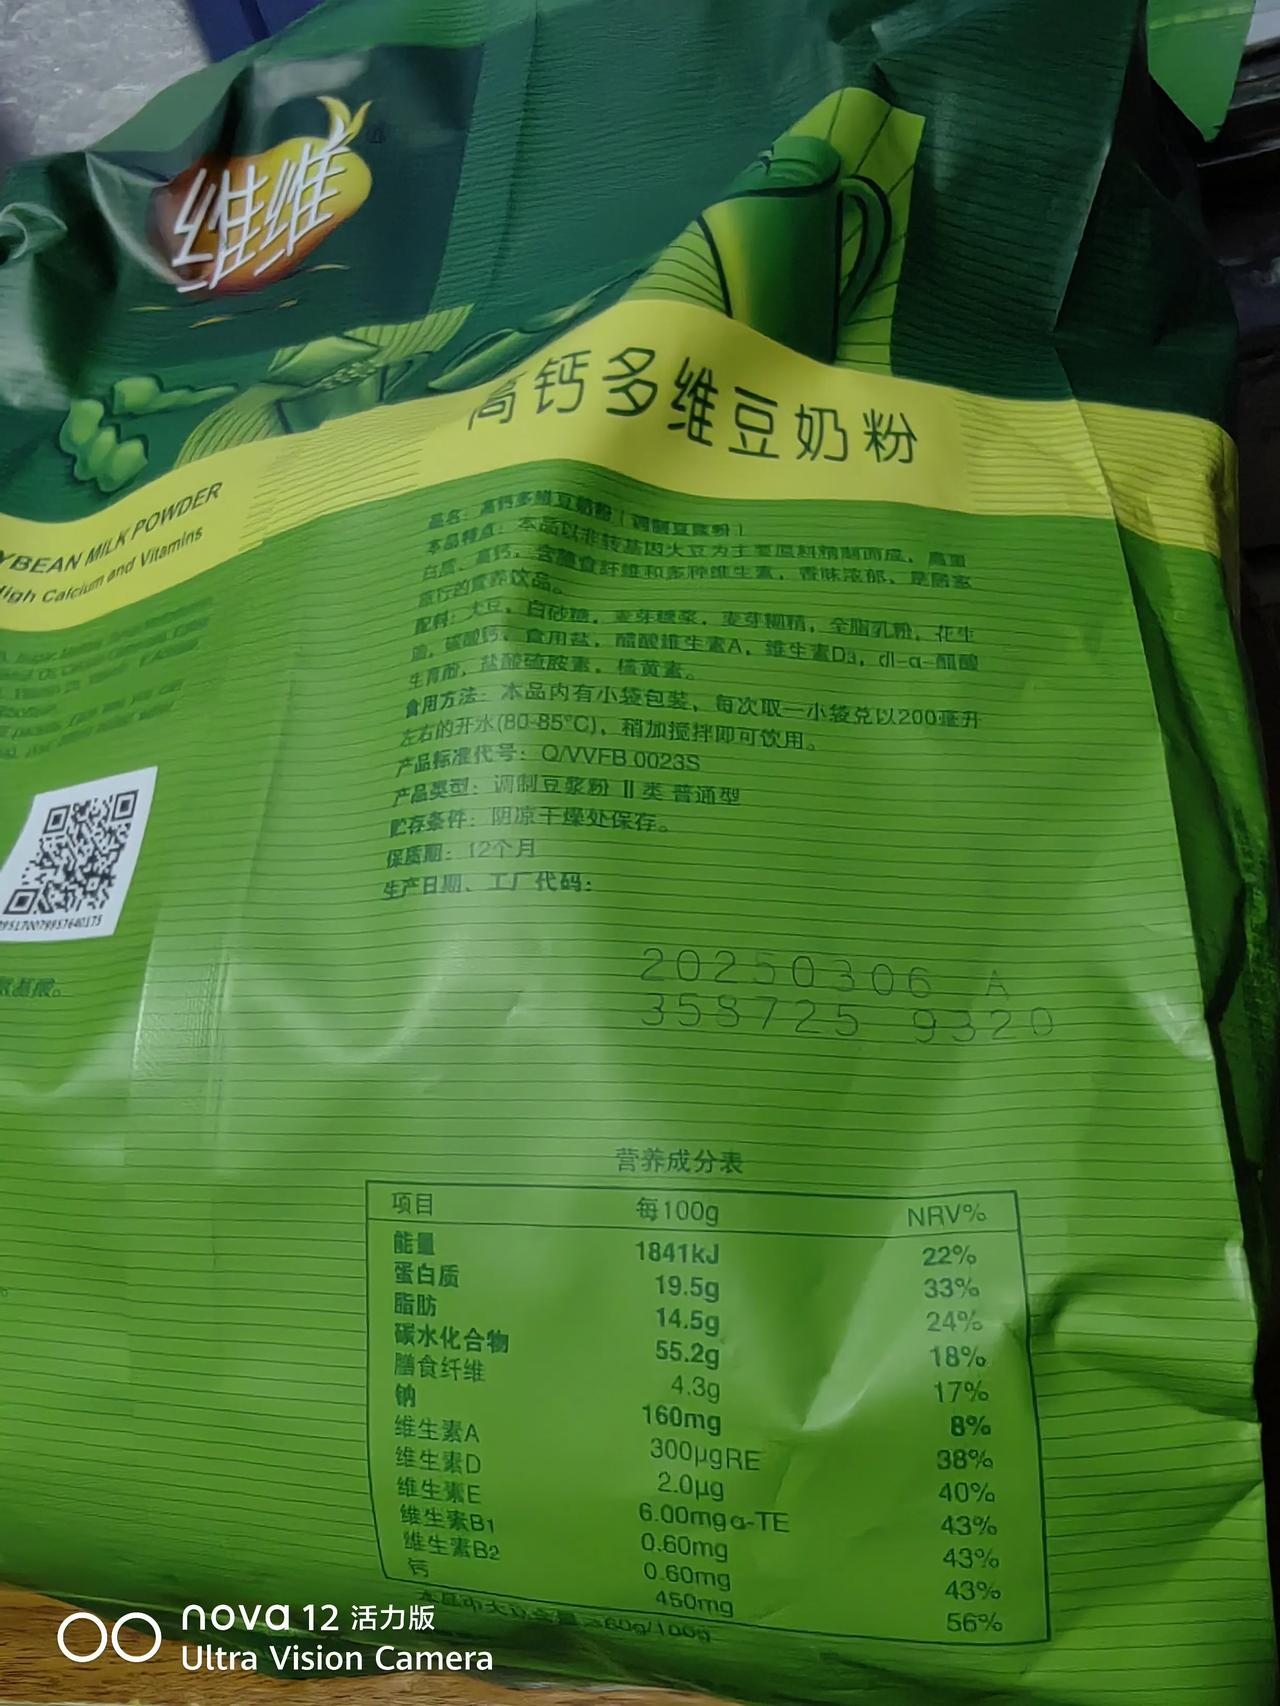 维维
高钙多维豆奶粉
YBEAN MILK POWDER
High Calcium and Vitamins
品名：高钙多维豆奶粉（调制豆浆粉）
本品特点：本品以非转基因大豆为主要原料精制而成，高蛋
白质、高钙，含膳食纤维和多种维生素，香味浓郁，是居家
旅行的营养饮品。
配料：大豆，白砂糖，麦芽糖浆，麦芽糊精，全脂乳粉，花生
油，碳酸钙，食用盐，醋酸维生素A，维生素D₃，dl-α-醋酸
生育酚，盐酸硫胺素，核黄素。
食用方法：本品内有小袋包装，每次取一小袋兑以200毫升
左右的开水(80-85℃)，稍加搅拌即可饮用。
产品标准代号：Q/VVFB 0023S
产品类型：调制豆浆粉 Ⅱ类 普通型
贮存条件：阴凉干燥处保存。
保质期：12个月
生产日期、工厂代码：
20250306 A
358725 9320
氨基酸。
营养成分表
项目 每100g NRV%
能量 1841kJ 22%
蛋白质 19.5g 33%
脂肪 14.5g 24%
碳水化合物 55.2g 18%
膳食纤维 4.3g 17%
钠 160mg 8%
维生素A 300μgRE 38%
维生素D 2.0μg 40%
维生素E 6.00mgα-TE 43%
维生素B₁ 0.60mg 43%
维生素B₂ 0.60mg 43%
钙 450mg 56%
≥60g/100g
nova 12 活力版
Ultra Vision Camera